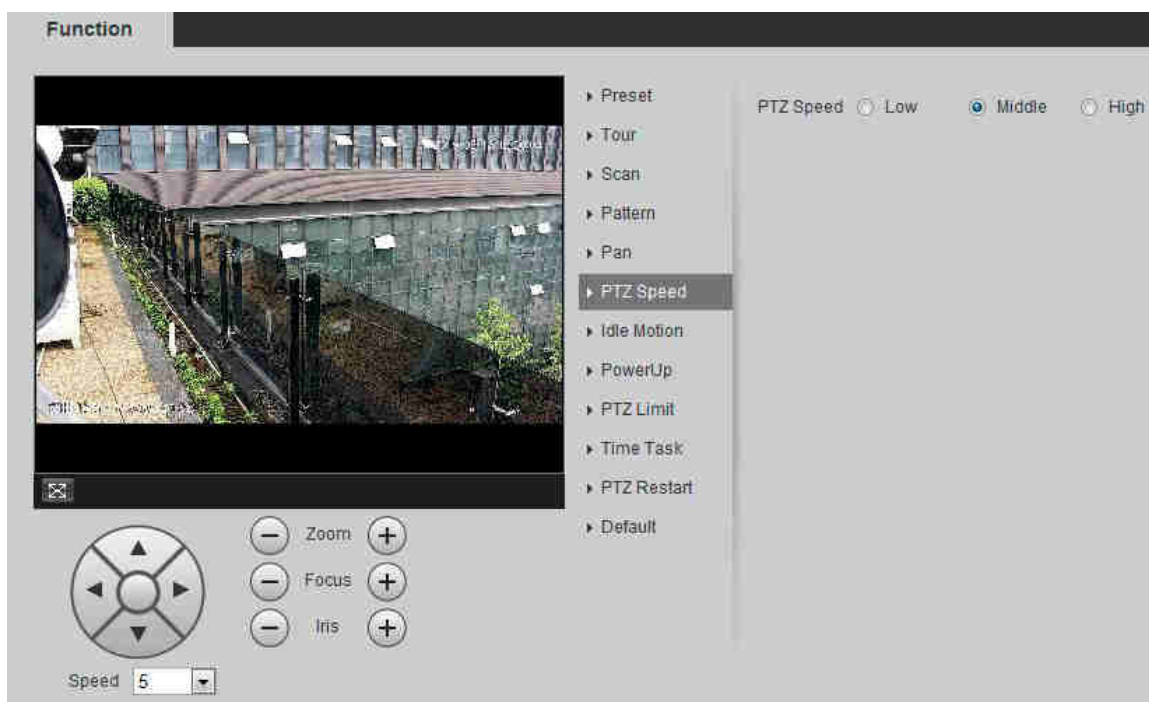 Function
Preset
Tour
Scan
Pattern
Pan
PTZ Speed
Idle Motion
PowerUp
PTZ Limit
Time Task
PTZ Restart
Default
PTZ Speed Low Middle High
Zoom
Focus
Iris
Speed 5